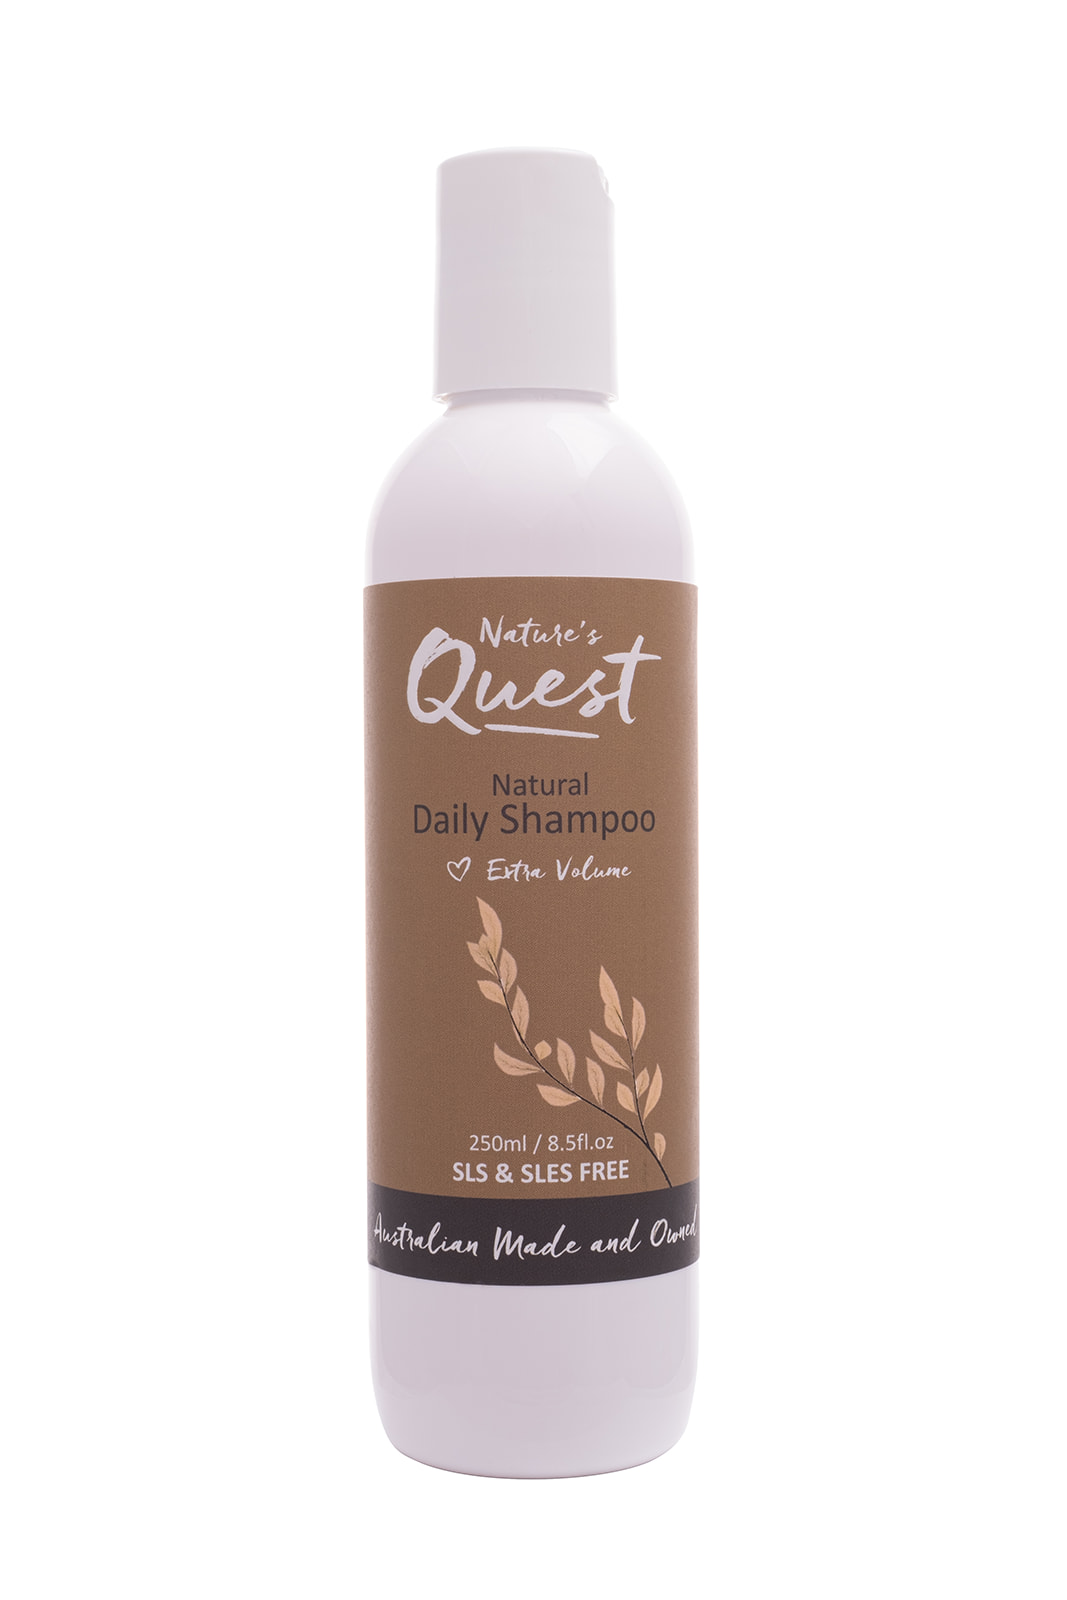 Nature's
Quest
Natural
Daily Shampoo
Extra Volume
250ml / 8.5fl.oz
SLS & SLES FREE
Australian Made and Owned